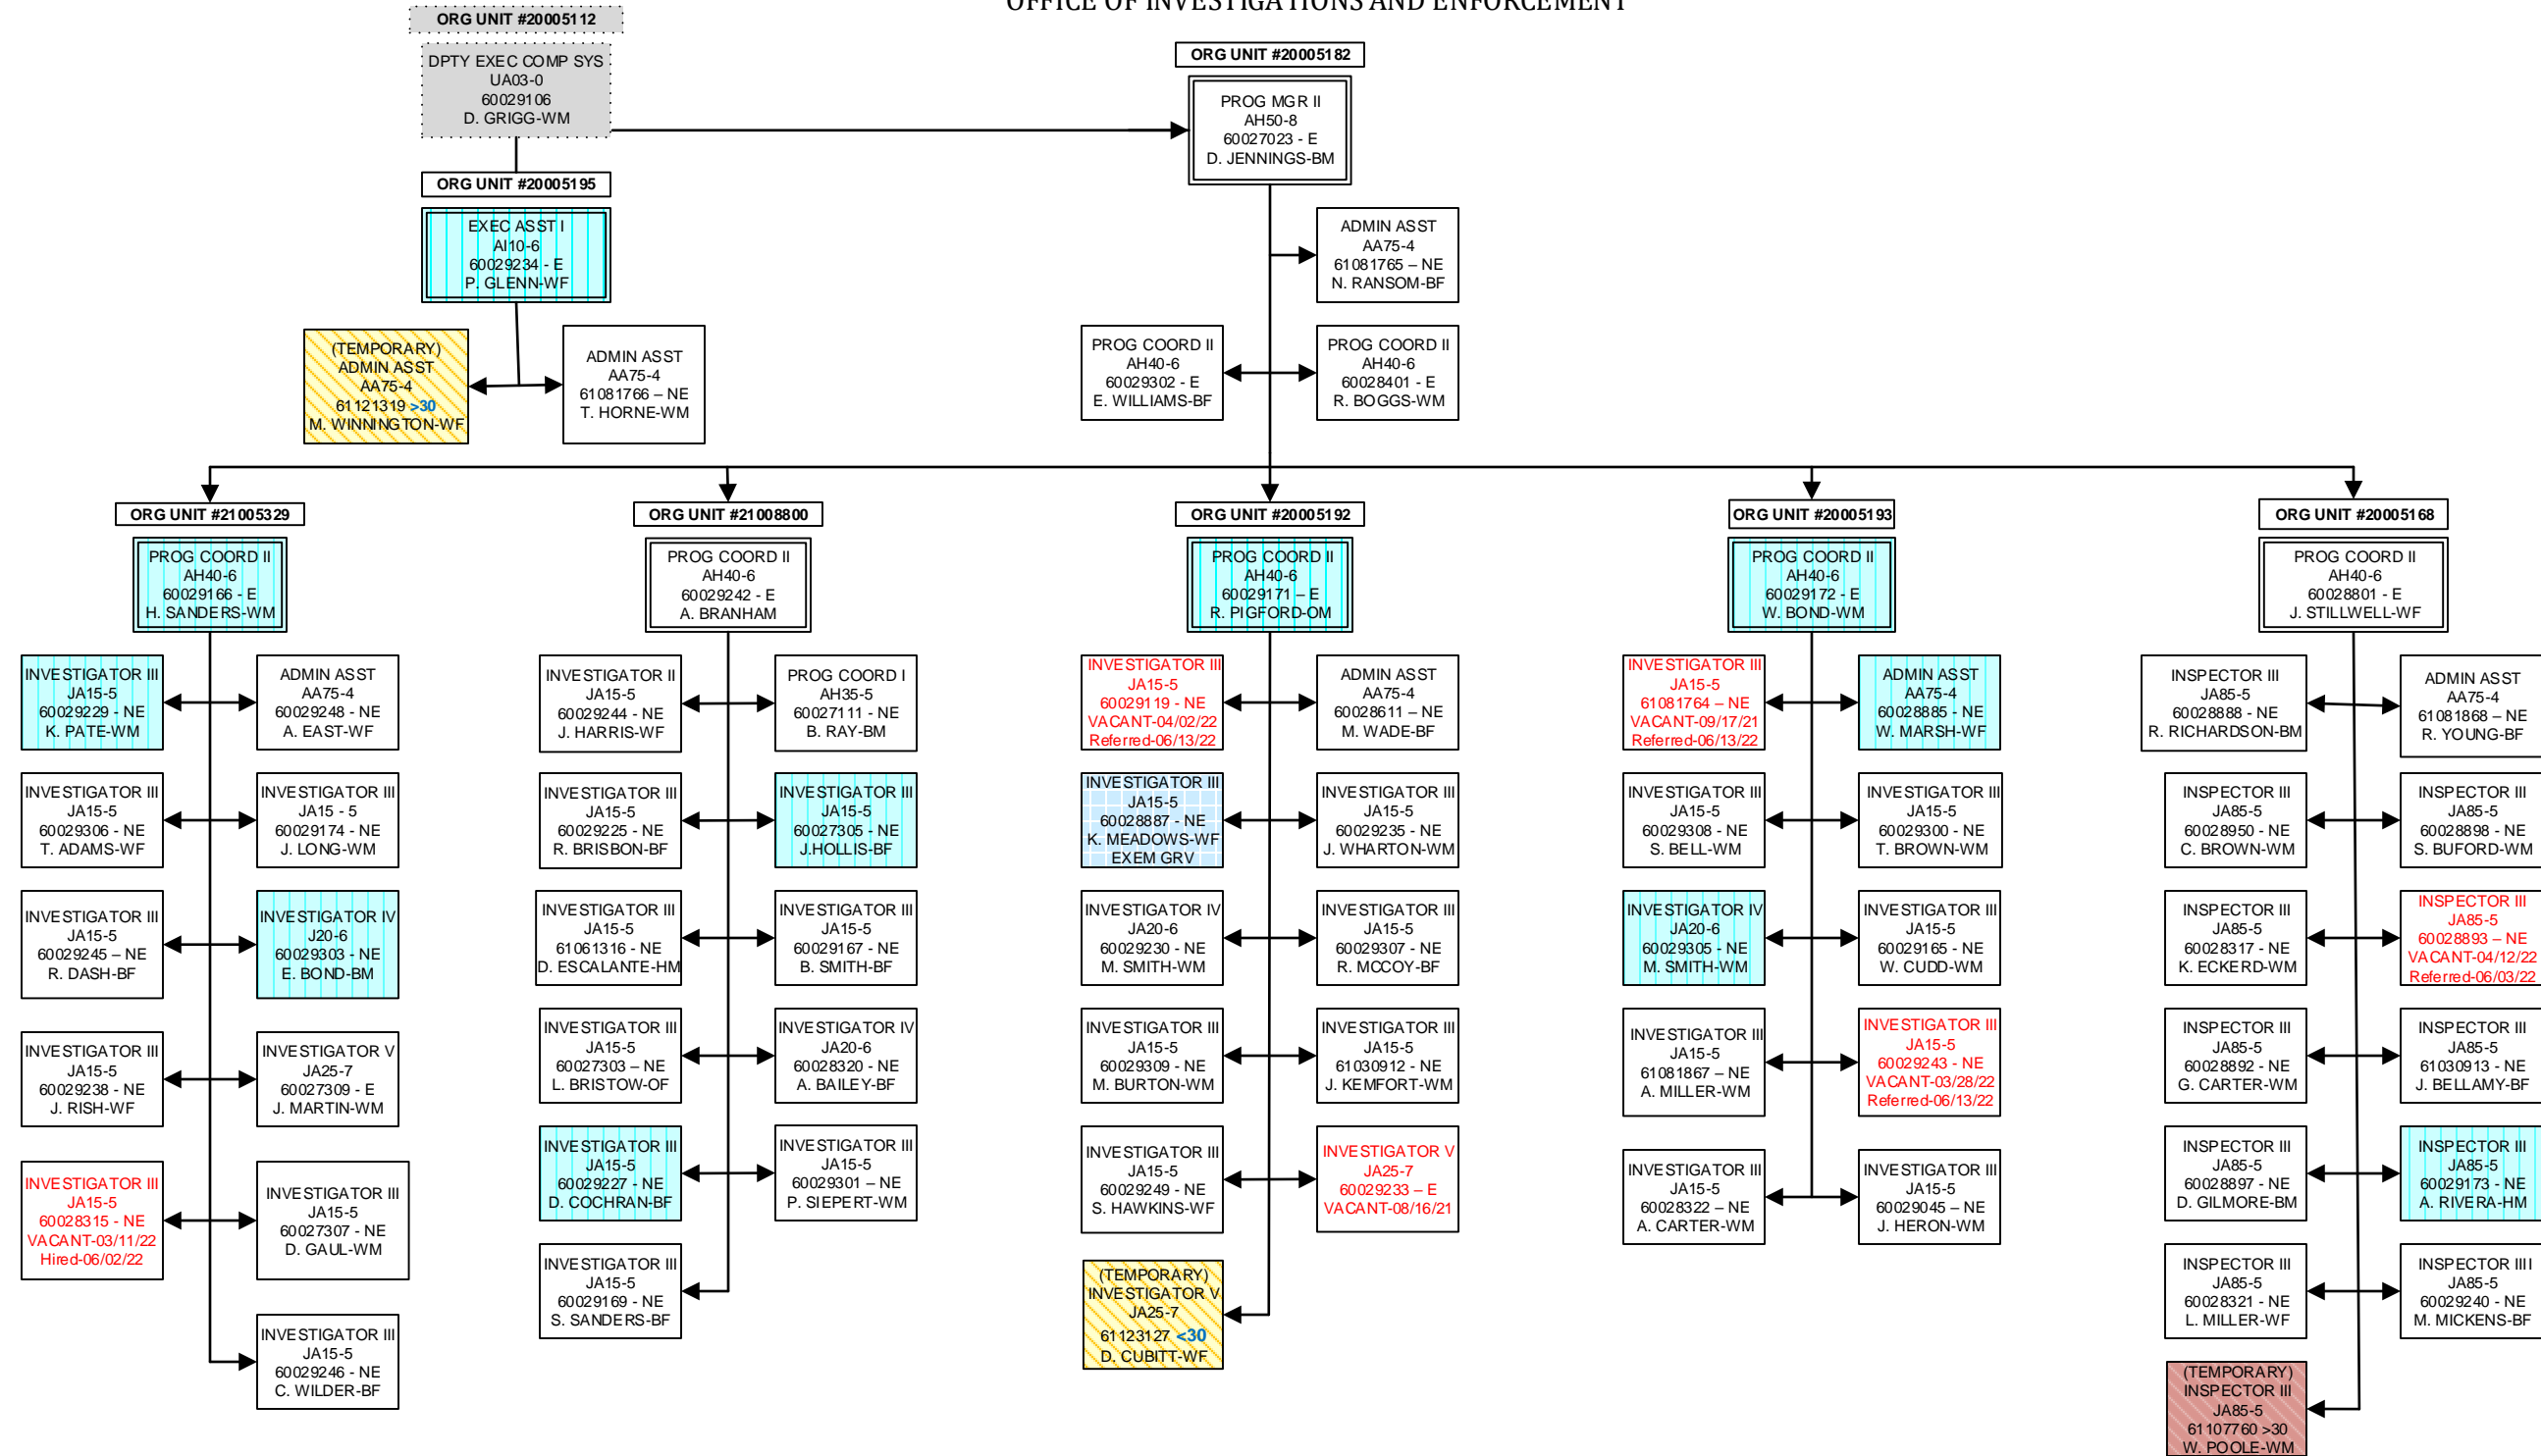 OFFICE OF INVESTIGATIONS AND ENFORCEMENT
ORG UNIT #20005112
DPTY EXEC COMP SYS
UA03-0
60029106
D. GRIGG-WM
ORG UNIT #20005182
PROG MGR II
AH50-8
60027023 - E
D. JENNINGS-BM
ORG UNIT #20005195
EXEC ASST I
AI10-6
60029234 - E
P. GLENN-WF
ADMIN ASST
AA75-4
61081765 – NE
N. RANSOM-BF
(TEMPORARY)
ADMIN ASST
AA75-4
61121319 >30
M. WINNINGTON-WF
ADMIN ASST
AA75-4
61081766 – NE
T. HORNE-WM
PROG COORD II
AH40-6
60029302 - E
E. WILLIAMS-BF
PROG COORD II
AH40-6
60028401 - E
R. BOGGS-WM
ORG UNIT #21005329
PROG COORD II
AH40-6
60029166 - E
H. SANDERS-WM
INVESTIGATOR III
JA15-5
60029229 - NE
K. PATE-WM
ADMIN ASST
AA75-4
60029248 - NE
A. EAST-WF
INVESTIGATOR III
JA15-5
60029306 - NE
T. ADAMS-WF
INVESTIGATOR III
JA15 - 5
60029174 - NE
J. LONG-WM
INVESTIGATOR III
JA15-5
60029245 – NE
R. DASH-BF
INVESTIGATOR IV
J20-6
60029303 - NE
E. BOND-BM
INVESTIGATOR III
JA15-5
60029238 - NE
J. RISH-WF
INVESTIGATOR V
JA25-7
60027309 - E
J. MARTIN-WM
INVESTIGATOR III
JA15-5
60028315 - NE
VACANT-03/11/22
Hired-06/02/22
INVESTIGATOR III
JA15-5
60027307 - NE
D. GAUL-WM
INVESTIGATOR III
JA15-5
60029246 - NE
C. WILDER-BF
ORG UNIT #21008800
PROG COORD II
AH40-6
60029242 - E
A. BRANHAM
INVESTIGATOR II
JA15-5
60029244 - NE
J. HARRIS-WF
PROG COORD I
AH35-5
60027111 - NE
B. RAY-BM
INVESTIGATOR III
JA15-5
60029225 - NE
R. BRISBON-BF
INVESTIGATOR III
JA15-5
60027305 - NE
J.HOLLIS-BF
INVESTIGATOR III
JA15-5
61061316 - NE
D. ESCALANTE-HM
INVESTIGATOR III
JA15-5
60029167 - NE
B. SMITH-BF
INVESTIGATOR III
JA15-5
60027303 – NE
L. BRISTOW-OF
INVESTIGATOR IV
JA20-6
60028320 - NE
A. BAILEY-BF
INVESTIGATOR III
JA15-5
60029227 - NE
D. COCHRAN-BF
INVESTIGATOR III
JA15-5
60029301 – NE
P. SIEPERT-WM
INVESTIGATOR III
JA15-5
60029169 - NE
S. SANDERS-BF
ORG UNIT #20005192
PROG COORD II
AH40-6
60029171 – E
R. PIGFORD-OM
INVESTIGATOR III
JA15-5
60029119 - NE
VACANT-04/02/22
Referred-06/13/22
ADMIN ASST
AA75-4
60028611 – NE
M. WADE-BF
INVESTIGATOR III
JA15-5
60028887 - NE
K. MEADOWS-WF
EXEM GRV
INVESTIGATOR III
JA15-5
60029235 - NE
J. WHARTON-WM
INVESTIGATOR IV
JA20-6
60029230 - NE
M. SMITH-WM
INVESTIGATOR III
JA15-5
60029307 - NE
R. MCCOY-BF
INVESTIGATOR III
JA15-5
60029309 - NE
M. BURTON-WM
INVESTIGATOR III
JA15-5
61030912 - NE
J. KEMFORT-WM
INVESTIGATOR III
JA15-5
60029249 - NE
S. HAWKINS-WF
INVESTIGATOR V
JA25-7
60029233 – E
VACANT-08/16/21
(TEMPORARY)
INVESTIGATOR V
JA25-7
61123127 <30
D. CUBITT-WF
ORG UNIT #20005193
PROG COORD II
AH40-6
60029172 - E
W. BOND-WM
INVESTIGATOR III
JA15-5
61081764 – NE
VACANT-09/17/21
Referred-06/13/22
ADMIN ASST
AA75-4
60028885 - NE
W. MARSH-WF
INVESTIGATOR III
JA15-5
60029308 - NE
S. BELL-WM
INVESTIGATOR III
JA15-5
60029300 - NE
T. BROWN-WM
INVESTIGATOR IV
JA20-6
60029305 - NE
M. SMITH-WM
INVESTIGATOR III
JA15-5
60029165 - NE
W. CUDD-WM
INVESTIGATOR III
JA15-5
61081867 – NE
A. MILLER-WM
INVESTIGATOR III
JA15-5
60029243 - NE
VACANT-03/28/22
Referred-06/13/22
INVESTIGATOR III
JA15-5
60028322 – NE
A. CARTER-WM
INVESTIGATOR III
JA15-5
60029045 – NE
J. HERON-WM
ORG UNIT #20005168
PROG COORD II
AH40-6
60028801 - E
J. STILLWELL-WF
INSPECTOR III
JA85-5
60028888 - NE
R. RICHARDSON-BM
ADMIN ASST
AA75-4
61081868 – NE
R. YOUNG-BF
INSPECTOR III
JA85-5
60028950 - NE
C. BROWN-WM
INSPECTOR III
JA85-5
60028898 - NE
S. BUFORD-WM
INSPECTOR III
JA85-5
60028317 - NE
K. ECKERD-WM
INSPECTOR III
JA85-5
60028893 – NE
VACANT-04/12/22
Referred-06/03/22
INSPECTOR III
JA85-5
60028892 - NE
G. CARTER-WM
INSPECTOR III
JA85-5
61030913 - NE
J. BELLAMY-BF
INSPECTOR III
JA85-5
60028897 - NE
D. GILMORE-BM
INSPECTOR III
JA85-5
60029173 - NE
A. RIVERA-HM
INSPECTOR III
JA85-5
60028321 - NE
L. MILLER-WF
INSPECTOR IIII
JA85-5
60029240 - NE
M. MICKENS-BF
(TEMPORARY)
INSPECTOR III
JA85-5
61107760 >30
W. POOLE-WM